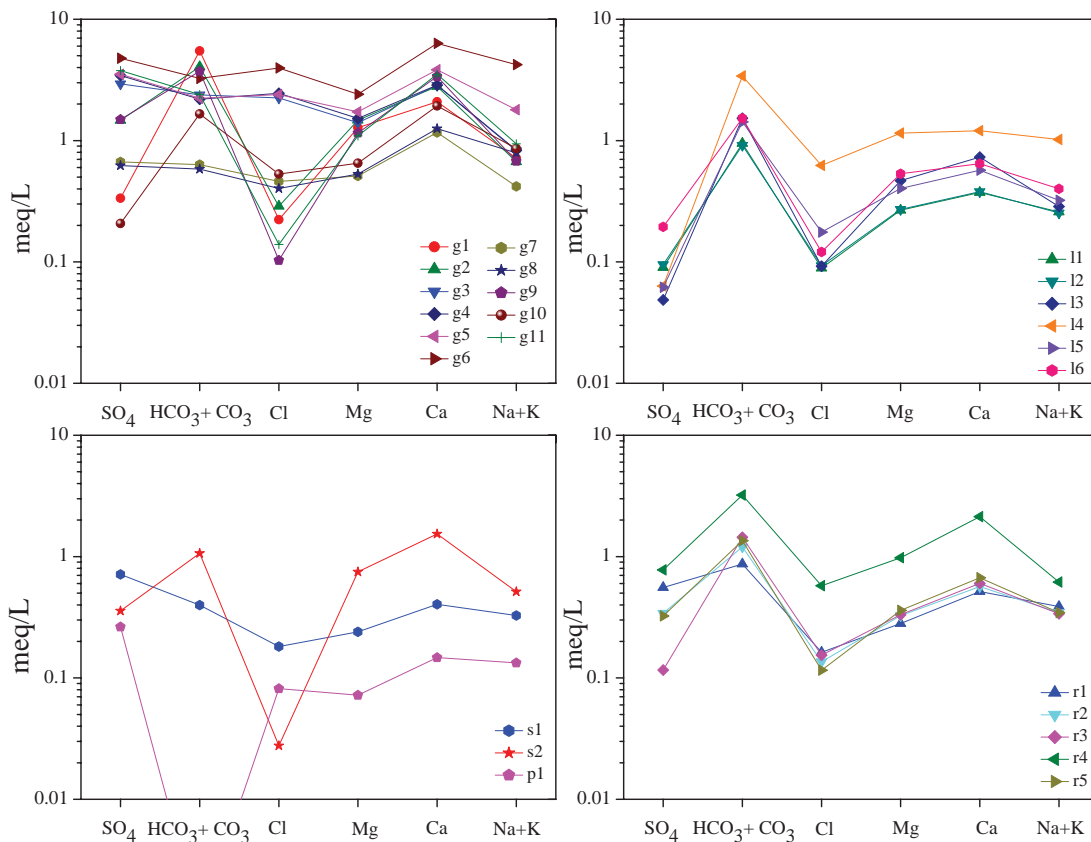 10
1
0.1
0.01
meq/L
SO₄ HCO₃+ CO₃ Cl Mg Ca Na+K
g1 g7
g2 g8
g3 g9
g4 g10
g5 g11
g6
10
1
0.1
0.01
meq/L
SO₄ HCO₃+ CO₃ Cl Mg Ca Na+K
l1
l2
l3
l4
l5
l6
10
1
0.1
0.01
meq/L
SO₄ HCO₃+ CO₃ Cl Mg Ca Na+K
s1
s2
p1
10
1
0.1
0.01
meq/L
SO₄ HCO₃+ CO₃ Cl Mg Ca Na+K
r1
r2
r3
r4
r5